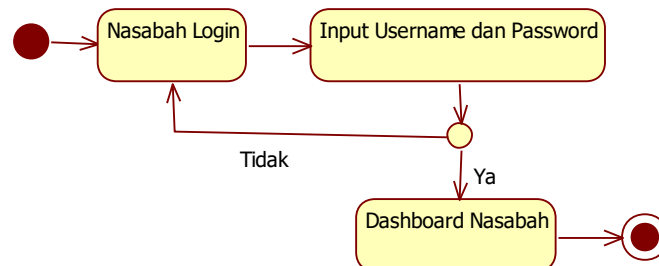 Nasabah Login
Input Username dan Password
Tidak
Ya
Dashboard Nasabah